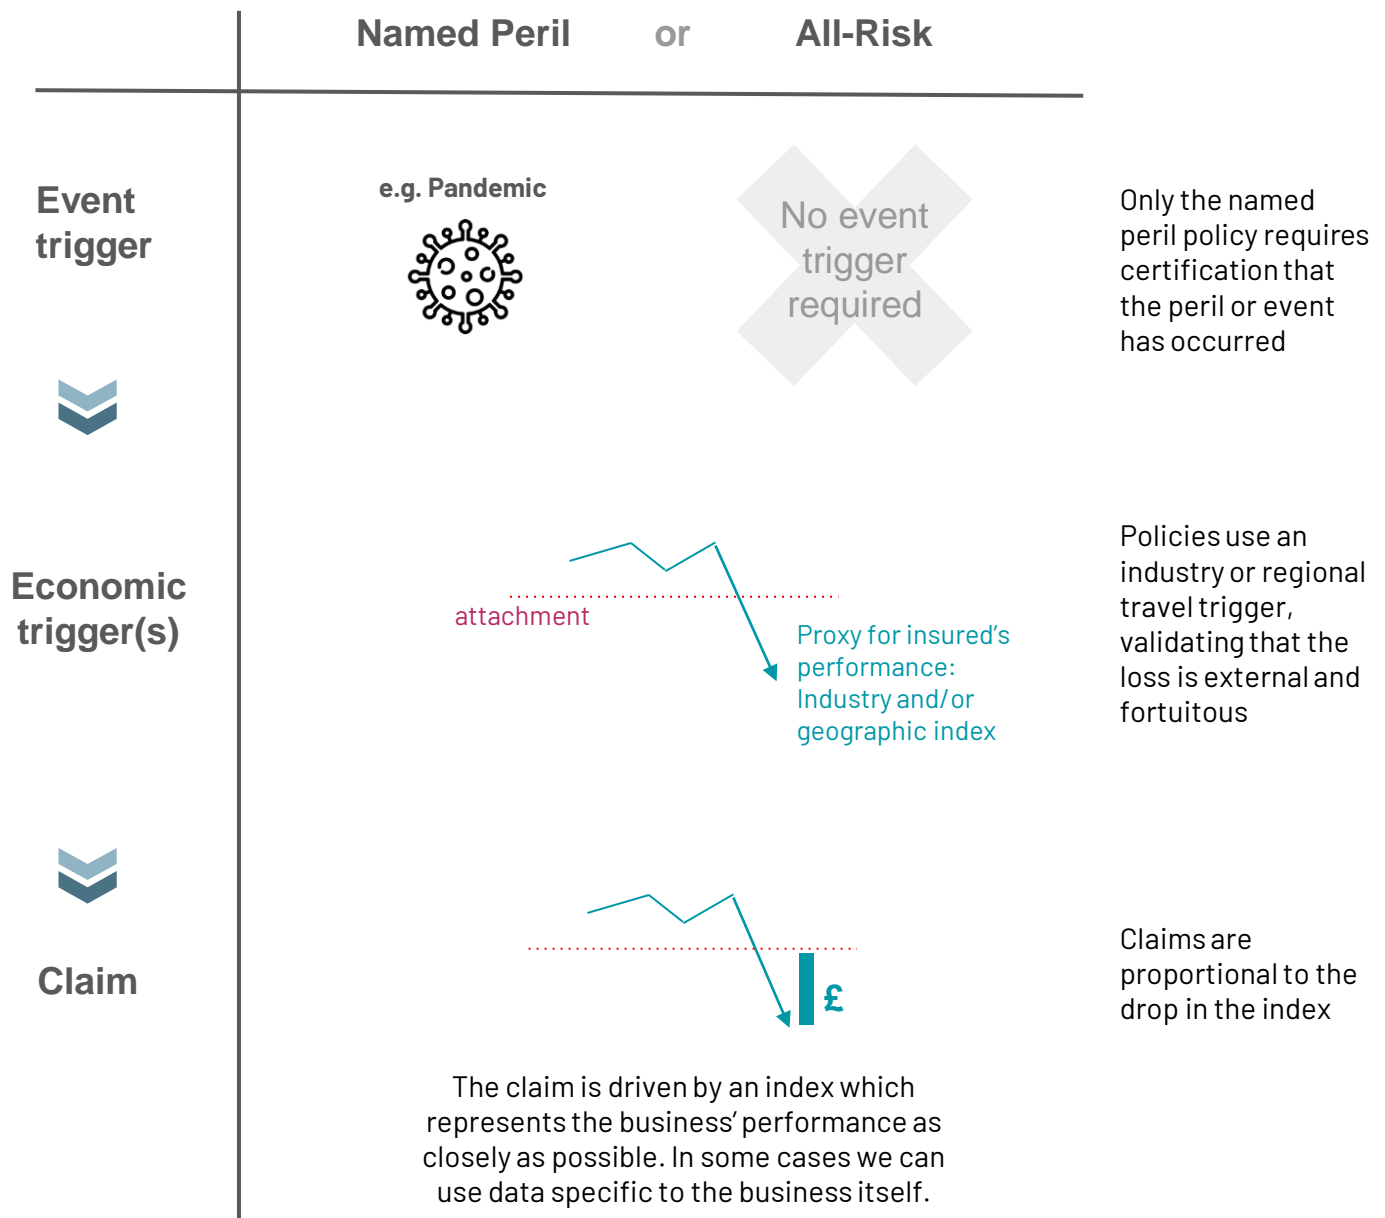 Named Peril or All-Risk
Event
trigger
e.g. Pandemic
No event
trigger
required
Only the named
peril policy requires
certification that
the peril or event
has occurred
Economic
trigger(s)
attachment
Proxy for insured's
performance:
Industry and/or
geographic index
Policies use an
industry or regional
travel trigger,
validating that the
loss is external and
fortuitous
Claim
£
Claims are
proportional to the
drop in the index
The claim is driven by an index which
represents the business' performance as
closely as possible. In some cases we can
use data specific to the business itself.